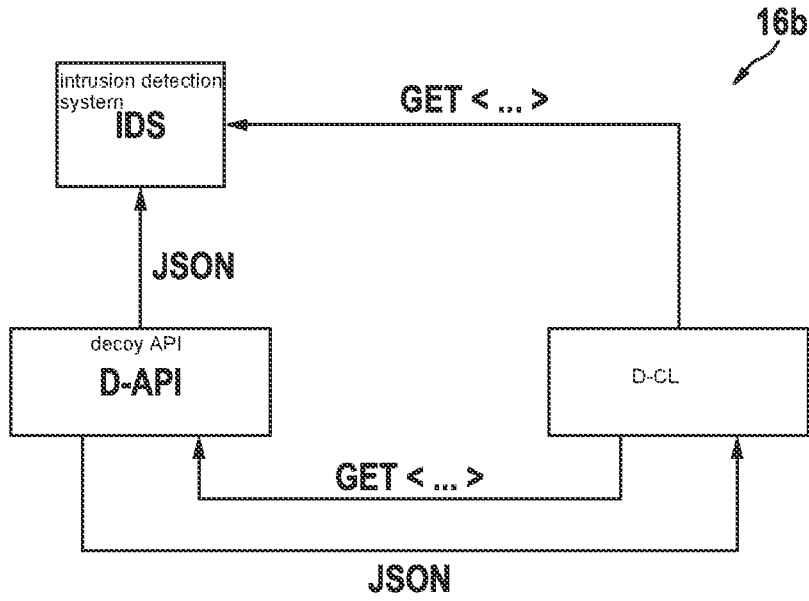 16b
intrusion detection
system
IDS
GET < ... >
JSON
decoy API
D-API
D-CL
GET < ... >
JSON